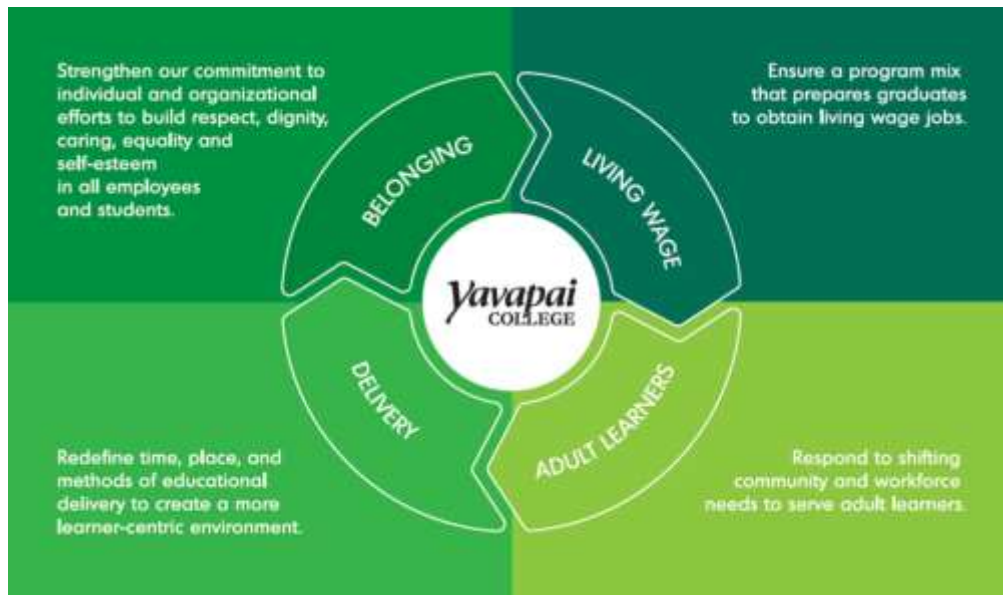 Strengthen our commitment to
individual and organizational
efforts to build respect, dignity,
caring, equality and
self-esteem
in all employees
and students.
BELONGING
LIVING WAGE
Ensure a program mix
that prepares graduates
to obtain living wage jobs.
Yavapai
COLLEGE
DELIVERY
Redefine time, place, and
methods of educational
delivery to create a more
learner-centric environment.
ADULT LEARNERS
Respond to shifting
community and workforce
needs to serve adult learners.